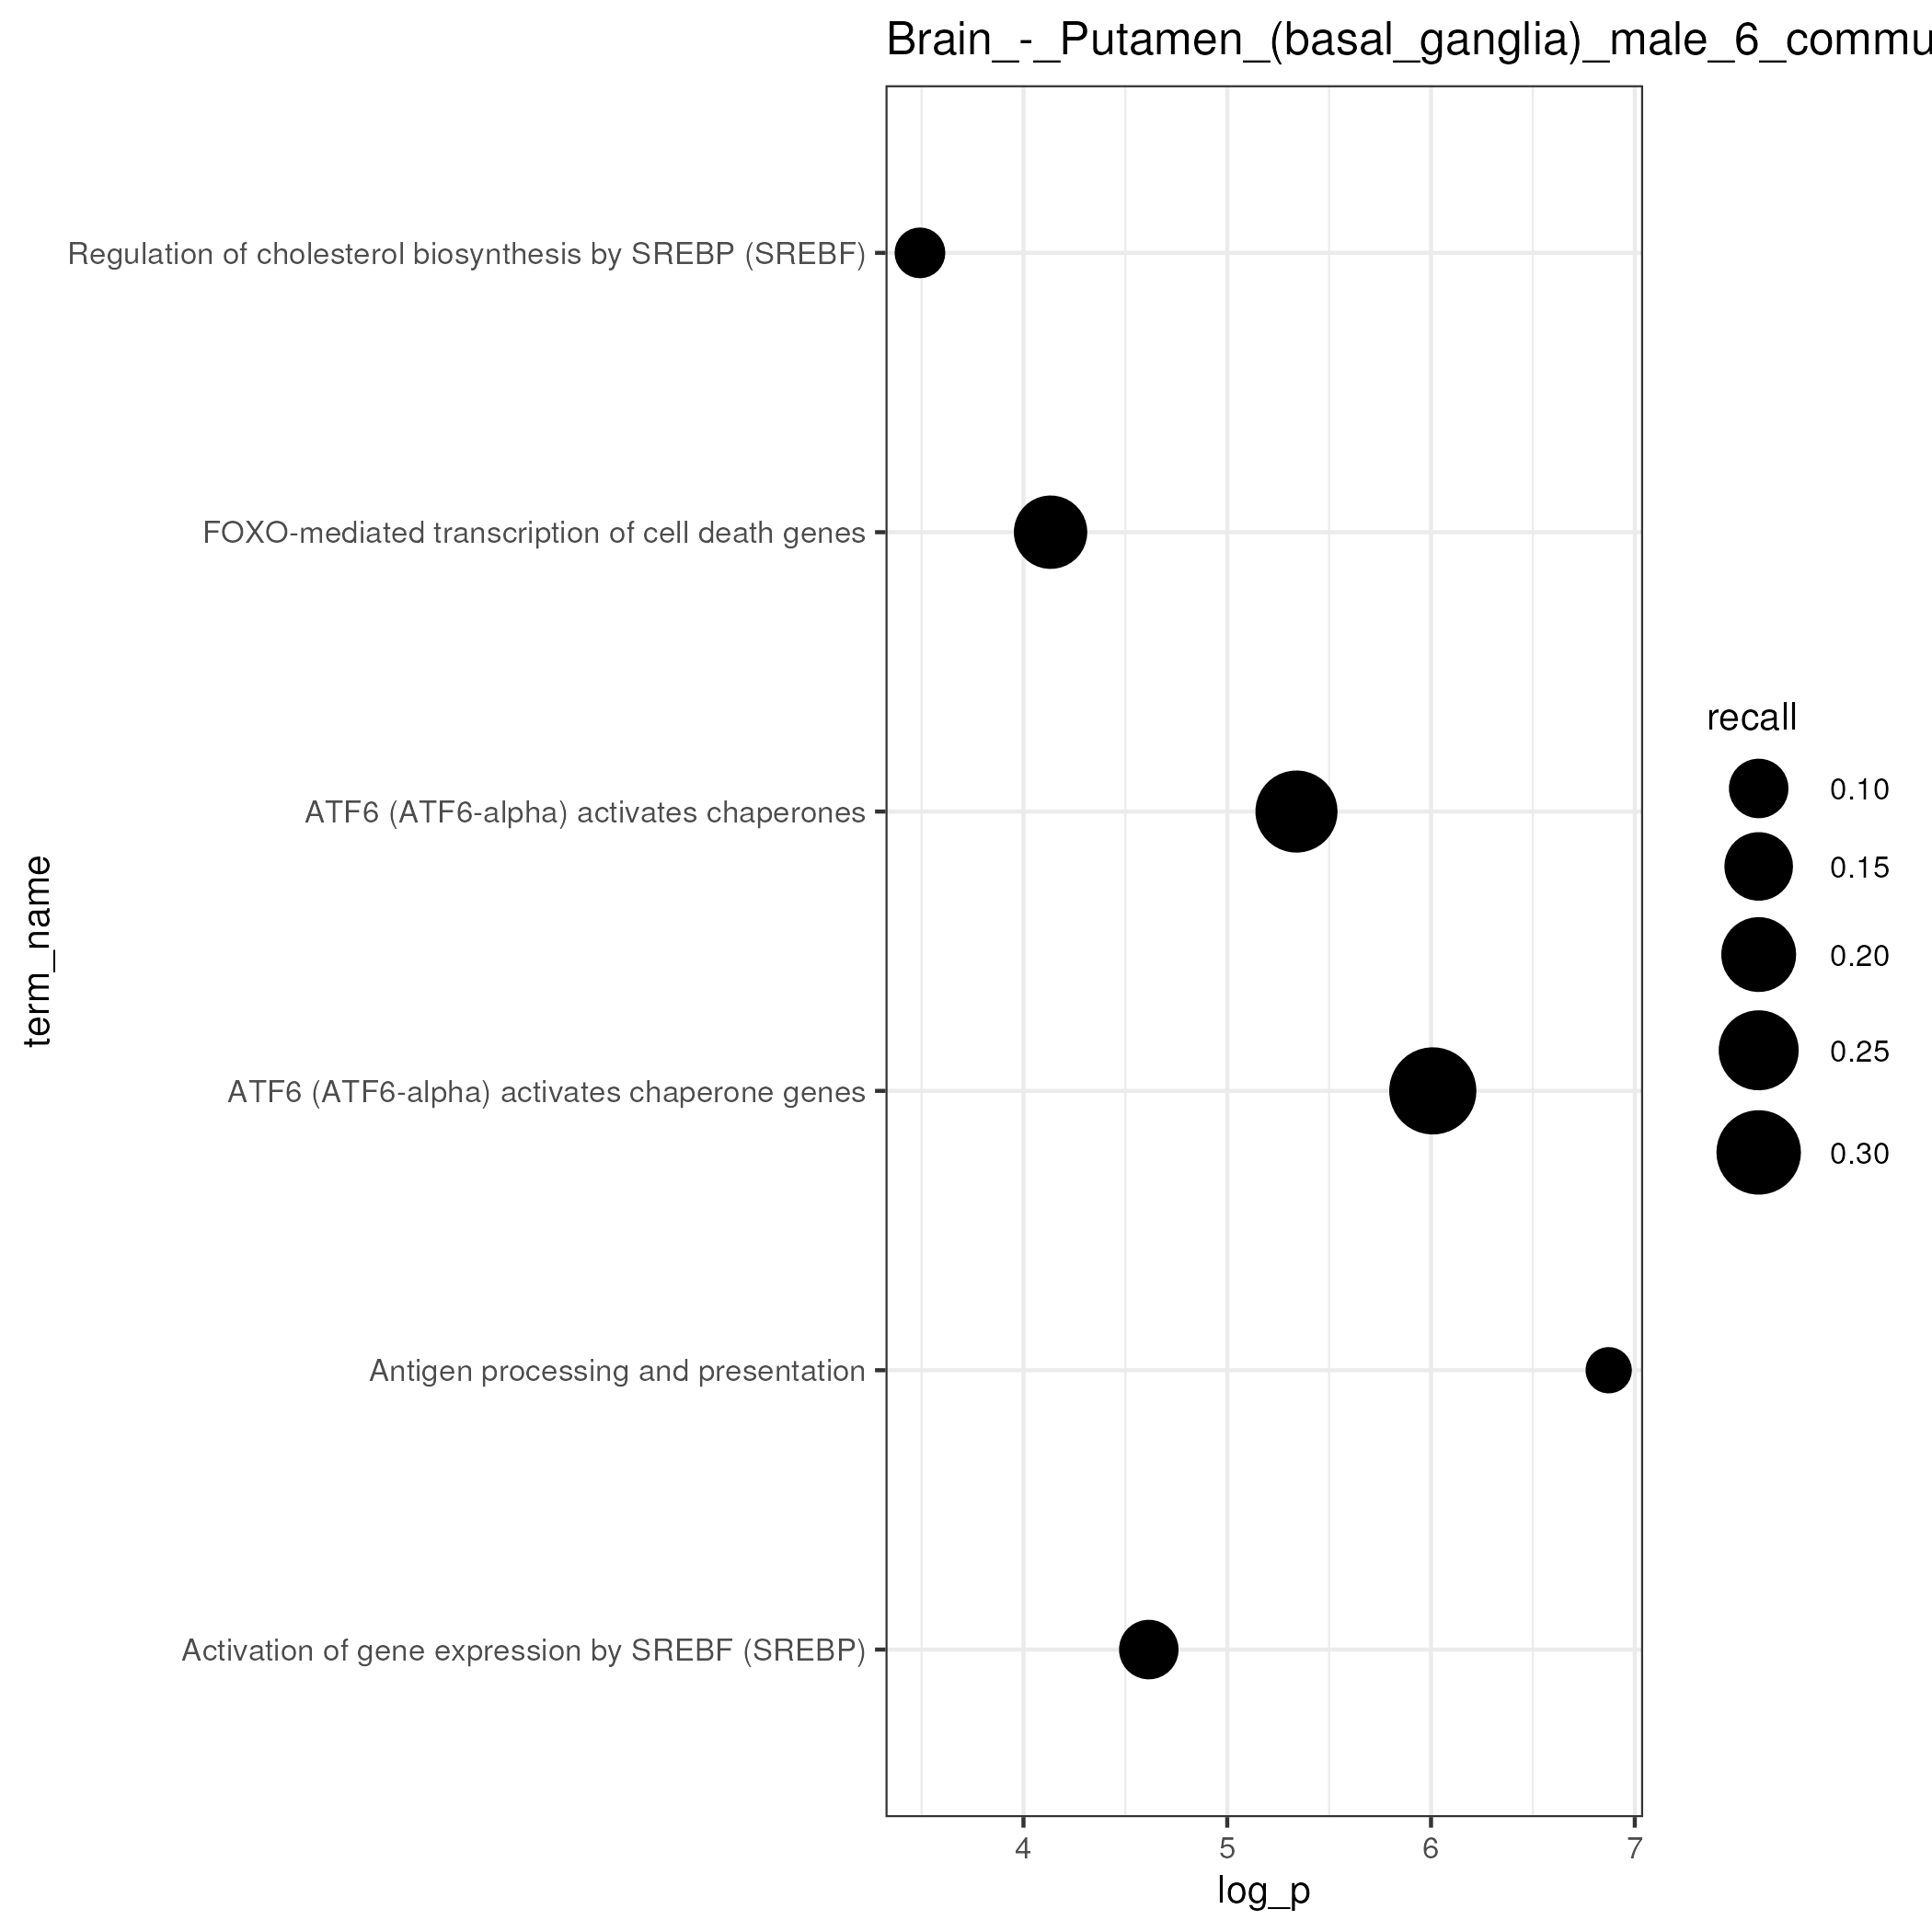 Brain_-_Putamen_(basal_ganglia)_male_6_commu
Regulation of cholesterol biosynthesis by SREBP (SREBF)
FOXO-mediated transcription of cell death genes
ATF6 (ATF6-alpha) activates chaperones
ATF6 (ATF6-alpha) activates chaperone genes
Antigen processing and presentation
Activation of gene expression by SREBF (SREBP)
term_name
4 5 6 7
log_p
recall
0.10
0.15
0.20
0.25
0.30